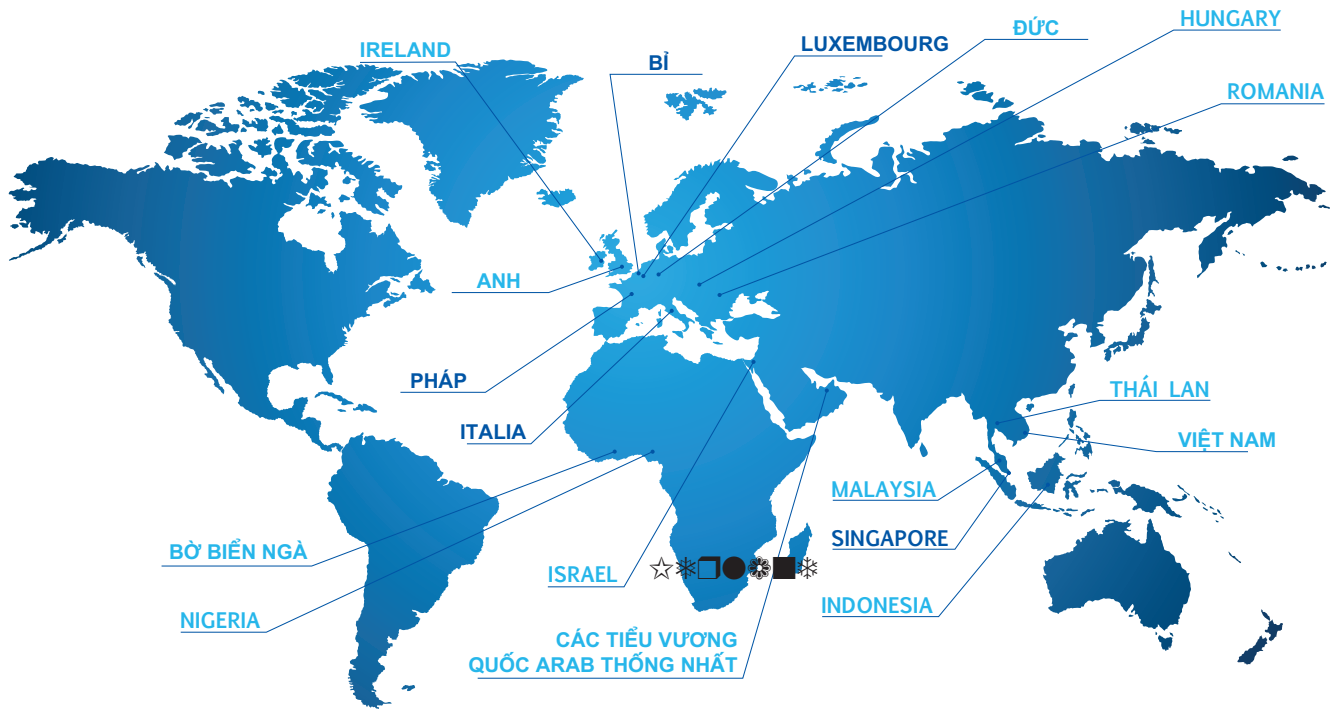 HUNGARY
ĐỨC
LUXEMBOURG
IRELAND
BỈ
ROMANIA
ANH
PHÁP
THÁI LAN
ITALIA
VIỆT NAM
MALAYSIA
SINGAPORE
BỜ BIỂN NGÀ
ISRAEL
INDONESIA
NIGERIA
CÁC TIỂU VƯƠNG
QUỐC ARAB THỐNG NHẤT